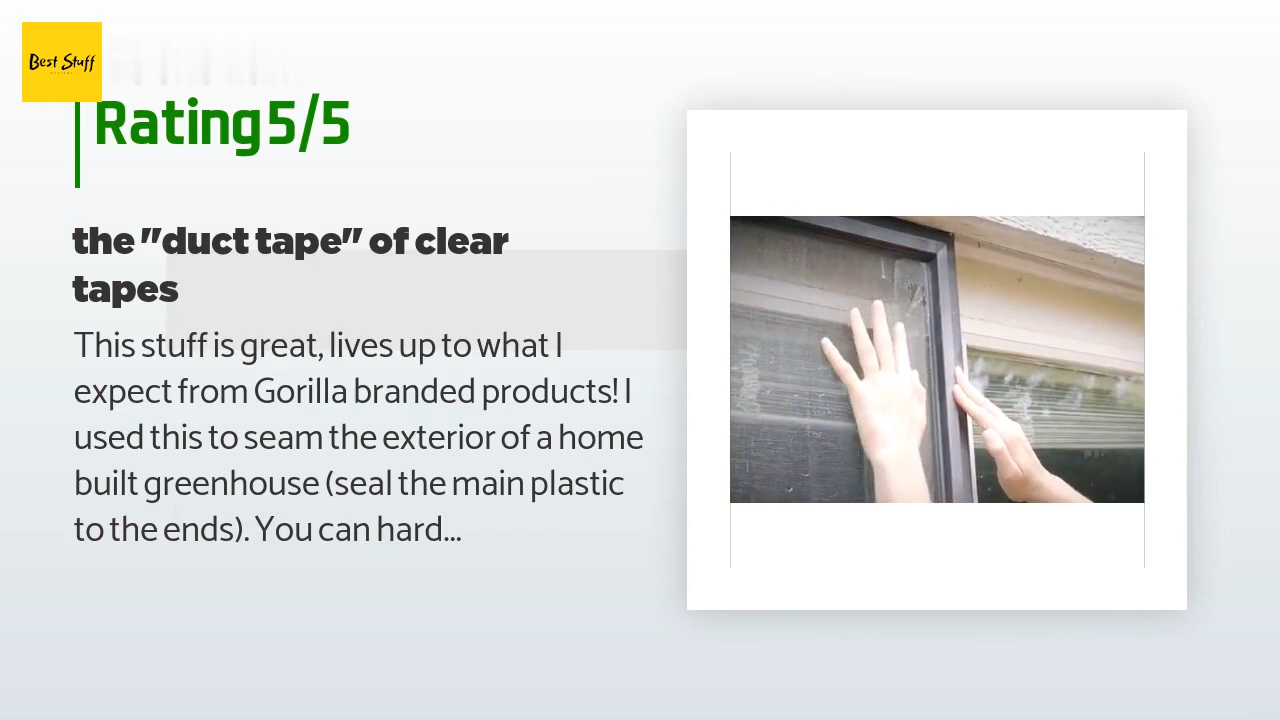 Best Stuff
Rating 5/5
the "duct tape" of clear
tapes
This stuff is great, lives up to what I
expect from Gorilla branded products! I
used this to seam the exterior of a home
built greenhouse (seal the main plastic
to the ends). You can hard...